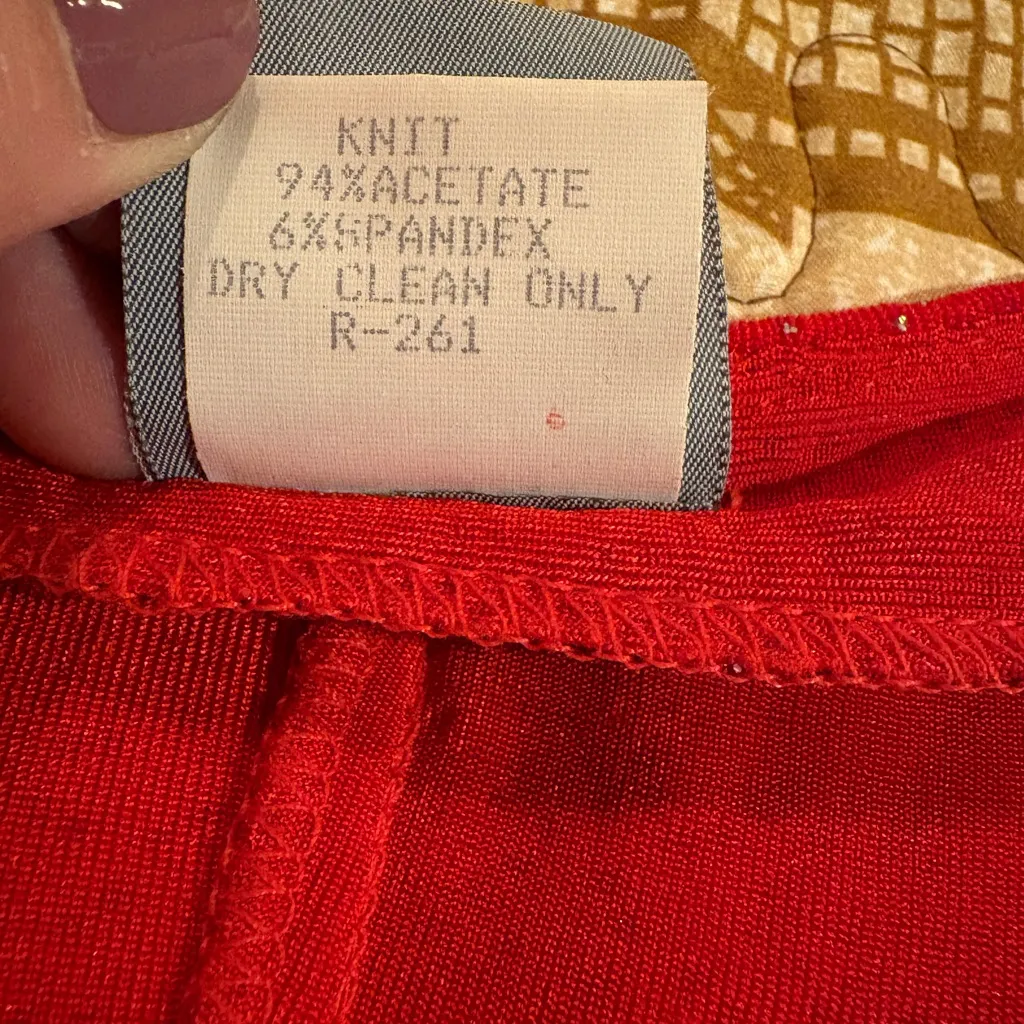 KNIT
94%ACETATE
6%SPANDEX
DRY CLEAN ONLY
R-261